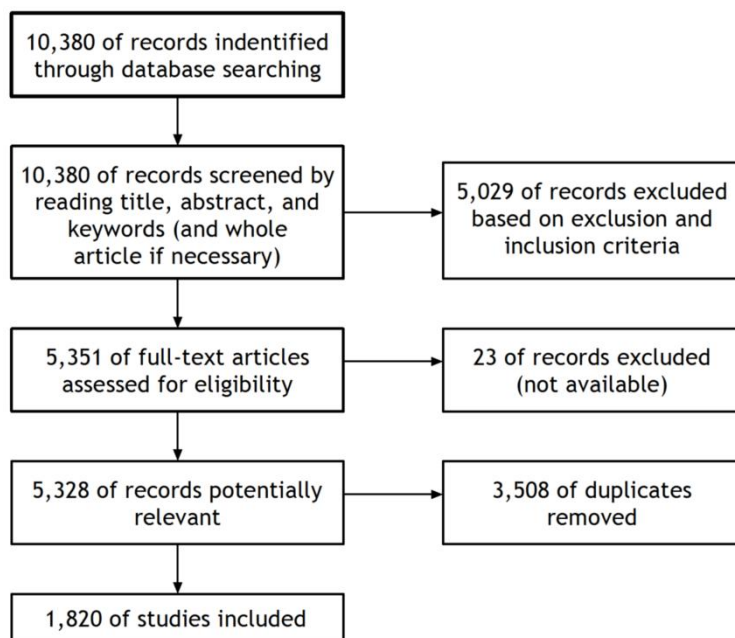 10,380 of records indentified
through database searching
10,380 of records screened by
reading title, abstract, and
keywords (and whole
article if necessary)
5,029 of records excluded
based on exclusion and
inclusion criteria
5,351 of full-text articles
assessed for eligibility
23 of records excluded
(not available)
5,328 of records potentially
relevant
3,508 of duplicates
removed
1,820 of studies included